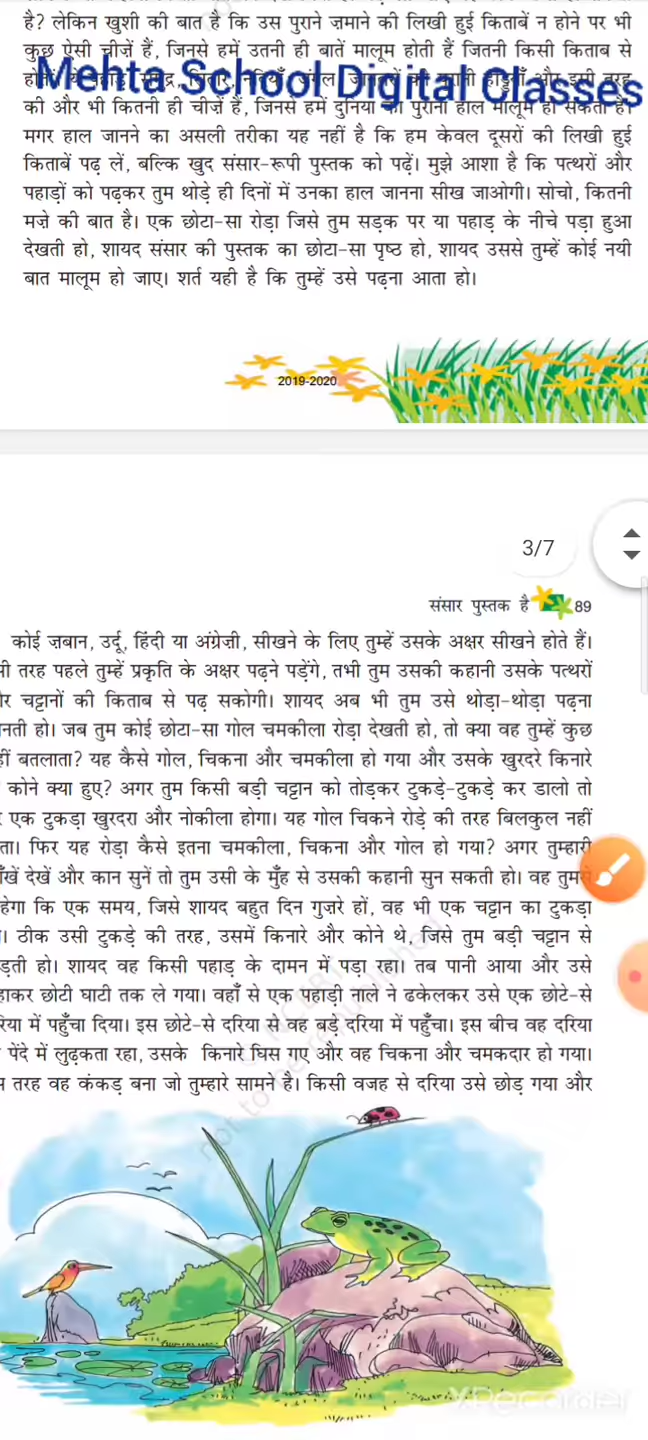 है? लेकिन खुशी की बात है कि उस पुराने ज़माने की लिखी हुई किताबें न होने पर भी
कुछ ऐसी चीज़ें हैं, जिनसे हमें उतनी ही बातें मालूम होती हैं जितनी किसी किताब से
Mehta School Digital Classes
की और भी कितनी ही चीज़ें हैं, जिनसे हमें दुनिया का पुराना हाल मालूम हो सकता है।
मगर हाल जानने का असली तरीका यह नहीं है कि हम केवल दूसरों की लिखी हुई
किताबें पढ़ लें, बल्कि खुद संसार-रूपी पुस्तक को पढ़ें। मुझे आशा है कि पत्थरों और
पहाड़ों को पढ़कर तुम थोड़े ही दिनों में उनका हाल जानना सीख जाओगी। सोचो, कितनी
मज़े की बात है। एक छोटा-सा रोड़ा जिसे तुम सड़क पर या पहाड़ के नीचे पड़ा हुआ
देखती हो, शायद संसार की पुस्तक का छोटा-सा पृष्ठ हो, शायद उससे तुम्हें कोई नयी
बात मालूम हो जाए। शर्त यही है कि तुम्हें उसे पढ़ना आता हो।
2019-2020
3/7
संसार पुस्तक है 89
कोई ज़बान, उर्दू, हिंदी या अंग्रेज़ी, सीखने के लिए तुम्हें उसके अक्षर सीखने होते हैं।
तरह पहले तुम्हें प्रकृति के अक्षर पढ़ने पड़ेंगे, तभी तुम उसकी कहानी उसके पत्थरों
चट्टानों की किताब से पढ़ सकोगी। शायद अब भी तुम उसे थोड़ा-थोड़ा पढ़ना
हो। जब तुम कोई छोटा-सा गोल चमकीला रोड़ा देखती हो, तो क्या वह तुम्हें कुछ
बतलाता? यह कैसे गोल, चिकना और चमकीला हो गया और उसके खुरदरे किनारे
कोने क्या हुए? अगर तुम किसी बड़ी चट्टान को तोड़कर टुकड़े-टुकड़े कर डालो तो
एक टुकड़ा खुरदरा और नोकीला होगा। यह गोल चिकने रोड़े की तरह बिलकुल नहीं
फिर यह रोड़ा कैसे इतना चमकीला, चिकना और गोल हो गया? अगर तुम्हारी
देखें और कान सुनें तो तुम उसी के मुँह से उसकी कहानी सुन सकती हो। वह तुमसे
कि एक समय, जिसे शायद बहुत दिन गुज़रे हों, वह भी एक चट्टान का टुकड़ा
ठीक उसी टुकड़े की तरह, उसमें किनारे और कोने थे, जिसे तुम बड़ी चट्टान से
हो। शायद वह किसी पहाड़ के दामन में पड़ा रहा। तब पानी आया और उसे
छोटी घाटी तक ले गया। वहाँ से एक पहाड़ी नाले ने ढकेलकर उसे एक छोटे-से
में पहुँचा दिया। इस छोटे-से दरिया से वह बड़े दरिया में पहुँचा। इस बीच वह दरिया
पेंदे में लुढ़कता रहा, उसके किनारे घिस गए और वह चिकना और चमकदार हो गया।
तरह वह कंकड़ बना जो तुम्हारे सामने है। किसी वजह से दरिया उसे छोड़ गया और
XRecorder